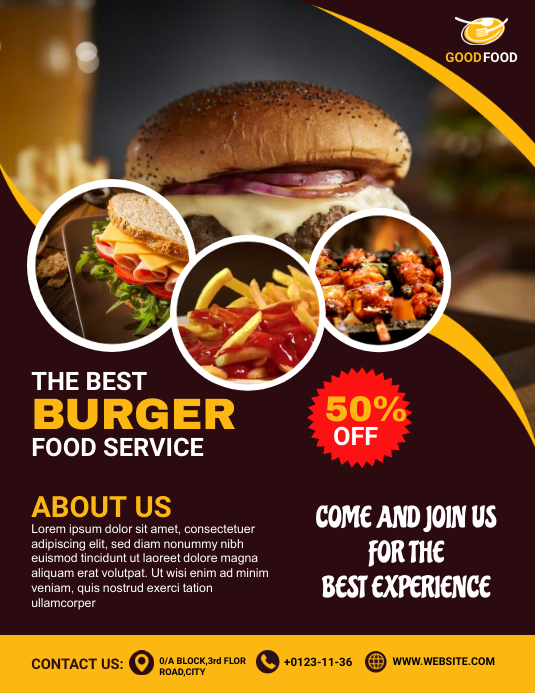 GOODFOOD
THE BEST
BURGER
FOOD SERVICE
50%
OFF
ABOUT US
Lorem ipsum dolor sit amet, consectetuer
adipiscing elit, sed diam nonummy nibh
euismod tincidunt ut laoreet dolore magna
aliquam erat volutpat. Ut wisi enim ad minim
veniam, quis nostrud exerci tation
ullamcorper
COME AND JOIN US
FOR THE
BEST EXPERIENCE
CONTACT US:
0/A BLOCK,3rd FLOR
ROAD,CITY
+0123-11-36
WWW.WEBSITE.COM